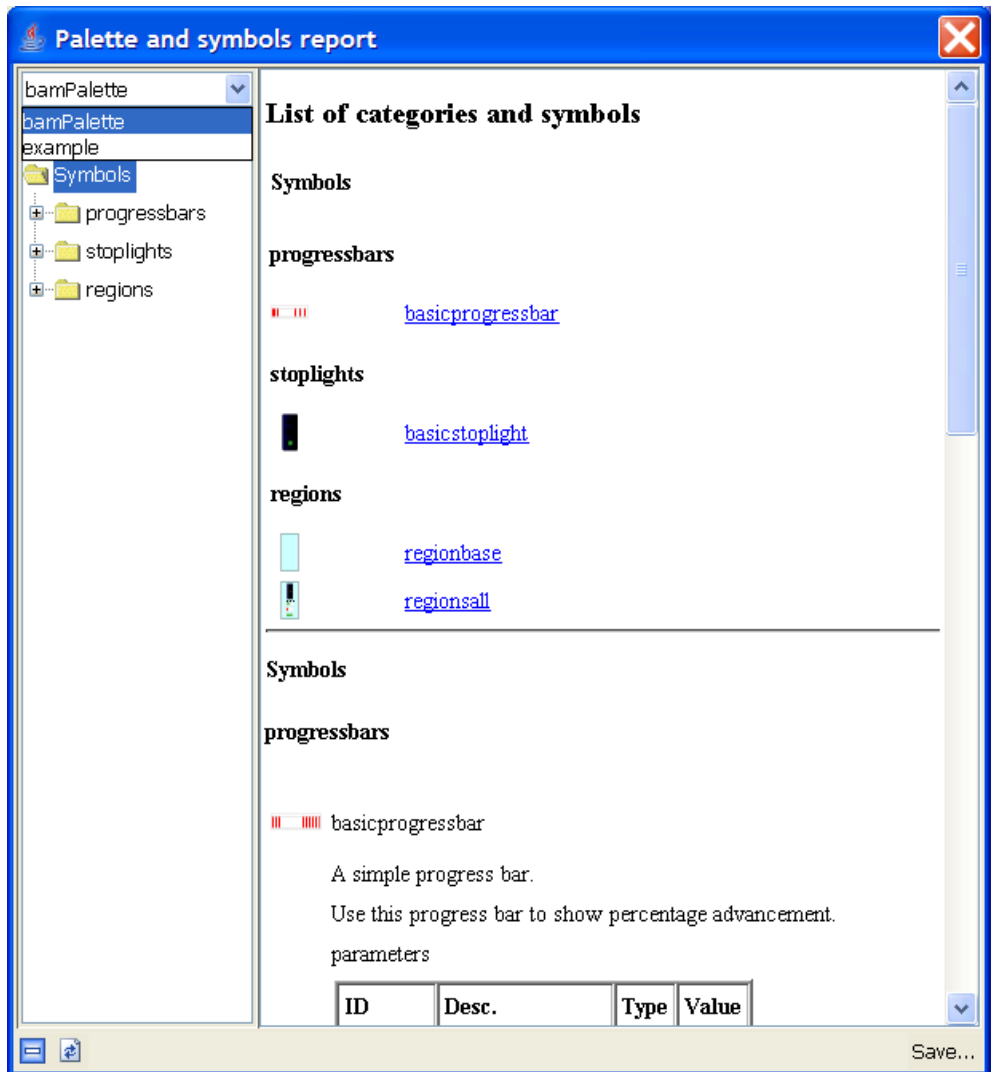 Palette and symbols report
bamPalette
bamPalette
example
Symbols
progressbars
stoplights
regions
List of categories and symbols
Symbols
progressbars
basicprogressbar
stoplights
basicstoplight
regions
regionbase
regionsall
Symbols
progressbars
basicprogressbar
A simple progress bar.
Use this progress bar to show percentage advancement.
parameters
ID Desc. Type Value
Save...